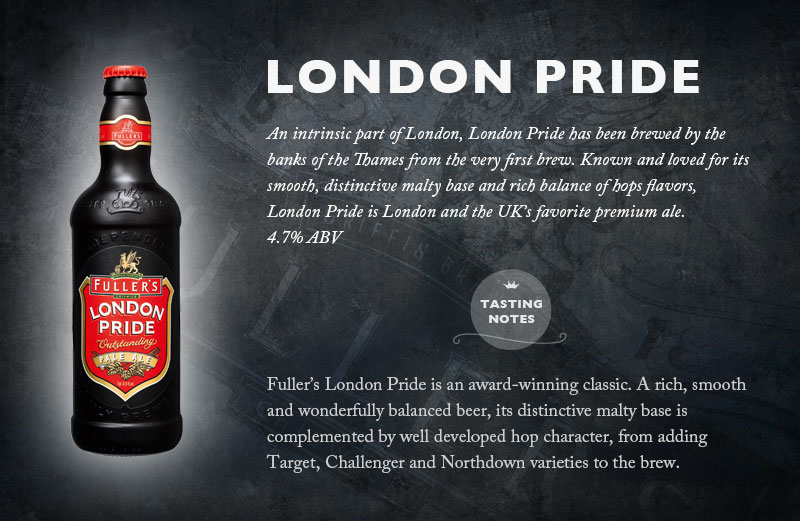 LONDON PRIDE
An intrinsic part of London, London Pride has been brewed by the
banks of the Thames from the very first brew. Known and loved for its
smooth, distinctive malty base and rich balance of hops flavors,
London Pride is London and the UK's favorite premium ale.
4.7% ABV
FULLER'S
FULLER'S
LONDON
PRIDE
Outstanding
PALE ALE
TASTING
NOTES
Fuller's London Pride is an award-winning classic. A rich, smooth
and wonderfully balanced beer, its distinctive malty base is
complemented by well developed hop character, from adding
Target, Challenger and Northdown varieties to the brew.